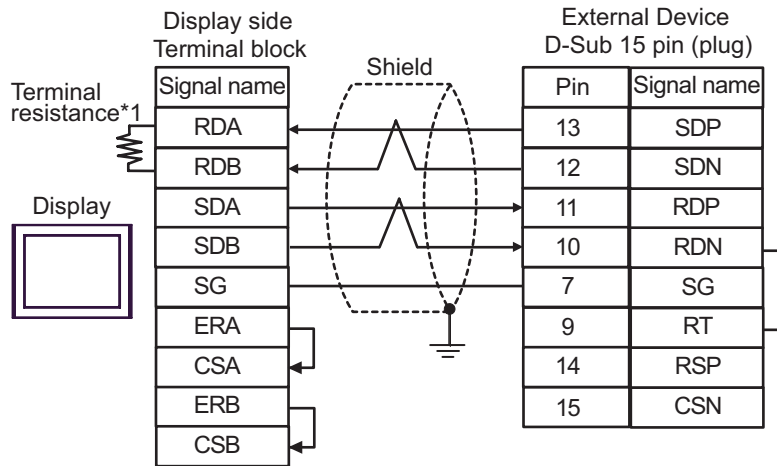 Display side
Terminal block
External Device
D-Sub 15 pin (plug)
Shield
Terminal
resistance*1
Display
Signal name
RDA
RDB
SDA
SDB
SG
ERA
CSA
ERB
CSB
Pin Signal name
13 SDP
12 SDN
11 RDP
10 RDN
7 SG
9 RT
14 RSP
15 CSN